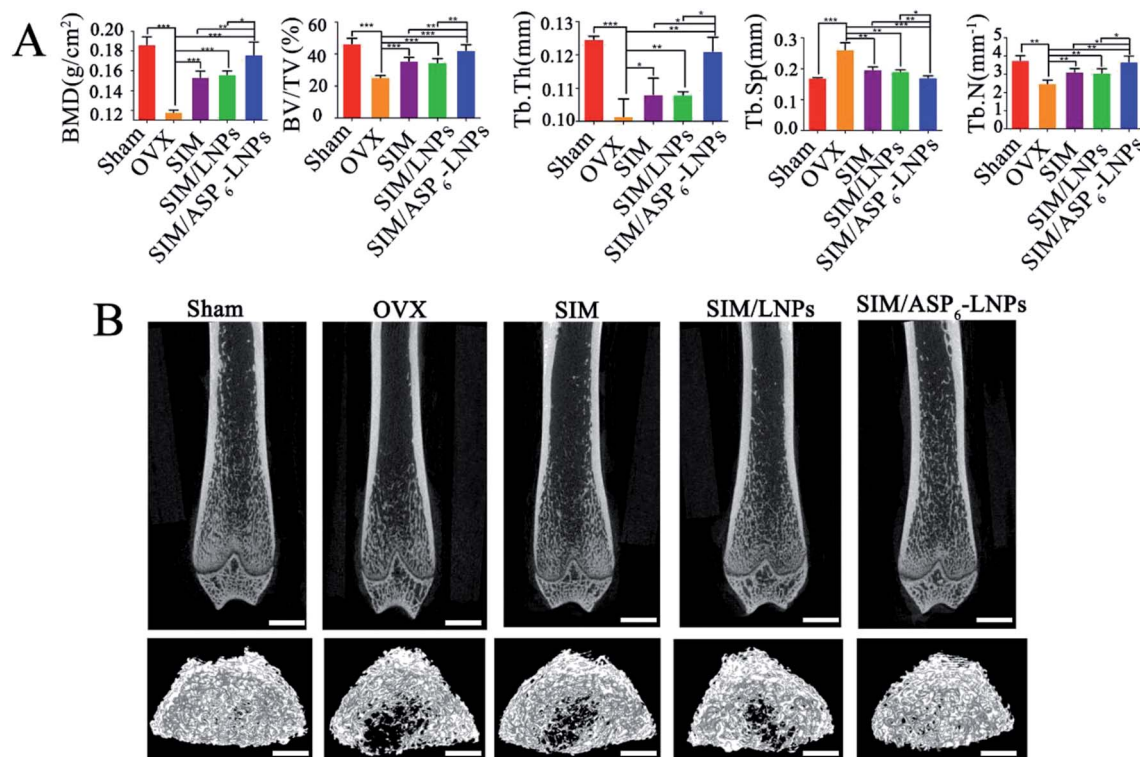 A
BMD(g/cm²)
0.20
0.18
0.16
0.14
0.12
***
***
***
**
***
*
Sham
OVX
SIM
SIM/LNPs
SIM/ASP₆-LNPs
BV/TV (%)
60
40
20
0
***
***
***
**
***
**
Sham
OVX
SIM
SIM/LNPs
SIM/ASP₆-LNPs
Tb.Th(mm)
0.13
0.12
0.11
0.10
***
*
**
**
*
*
Sham
OVX
SIM
SIM/LNPs
SIM/ASP₆-LNPs
Tb.Sp(mm)
0.3
0.2
0.1
0.0
***
**
**
***
**
***
Sham
OVX
SIM
SIM/LNPs
SIM/ASP₆-LNPs
Tb.N(mm⁻¹)
5
4
3
2
1
0
**
**
**
**
*
*
Sham
OVX
SIM
SIM/LNPs
SIM/ASP₆-LNPs
B
Sham
OVX
SIM
SIM/LNPs
SIM/ASP₆-LNPs